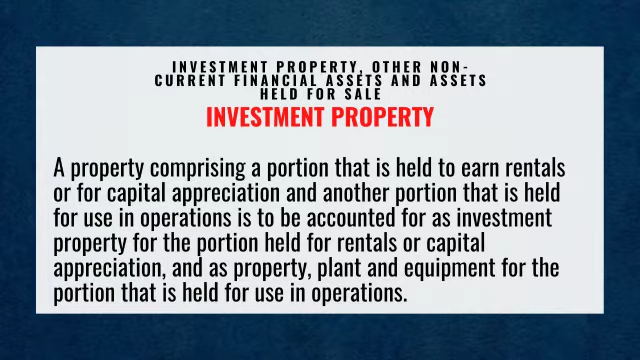 INVESTMENT PROPERTY, OTHER NON-
CURRENT FINANCIAL ASSETS AND ASSETS
HELD FOR SALE
INVESTMENT PROPERTY
A property comprising a portion that is held to earn rentals
or for capital appreciation and another portion that is held
for use in operations is to be accounted for as investment
property for the portion held for rentals or capital
appreciation, and as property, plant and equipment for the
portion that is held for use in operations.